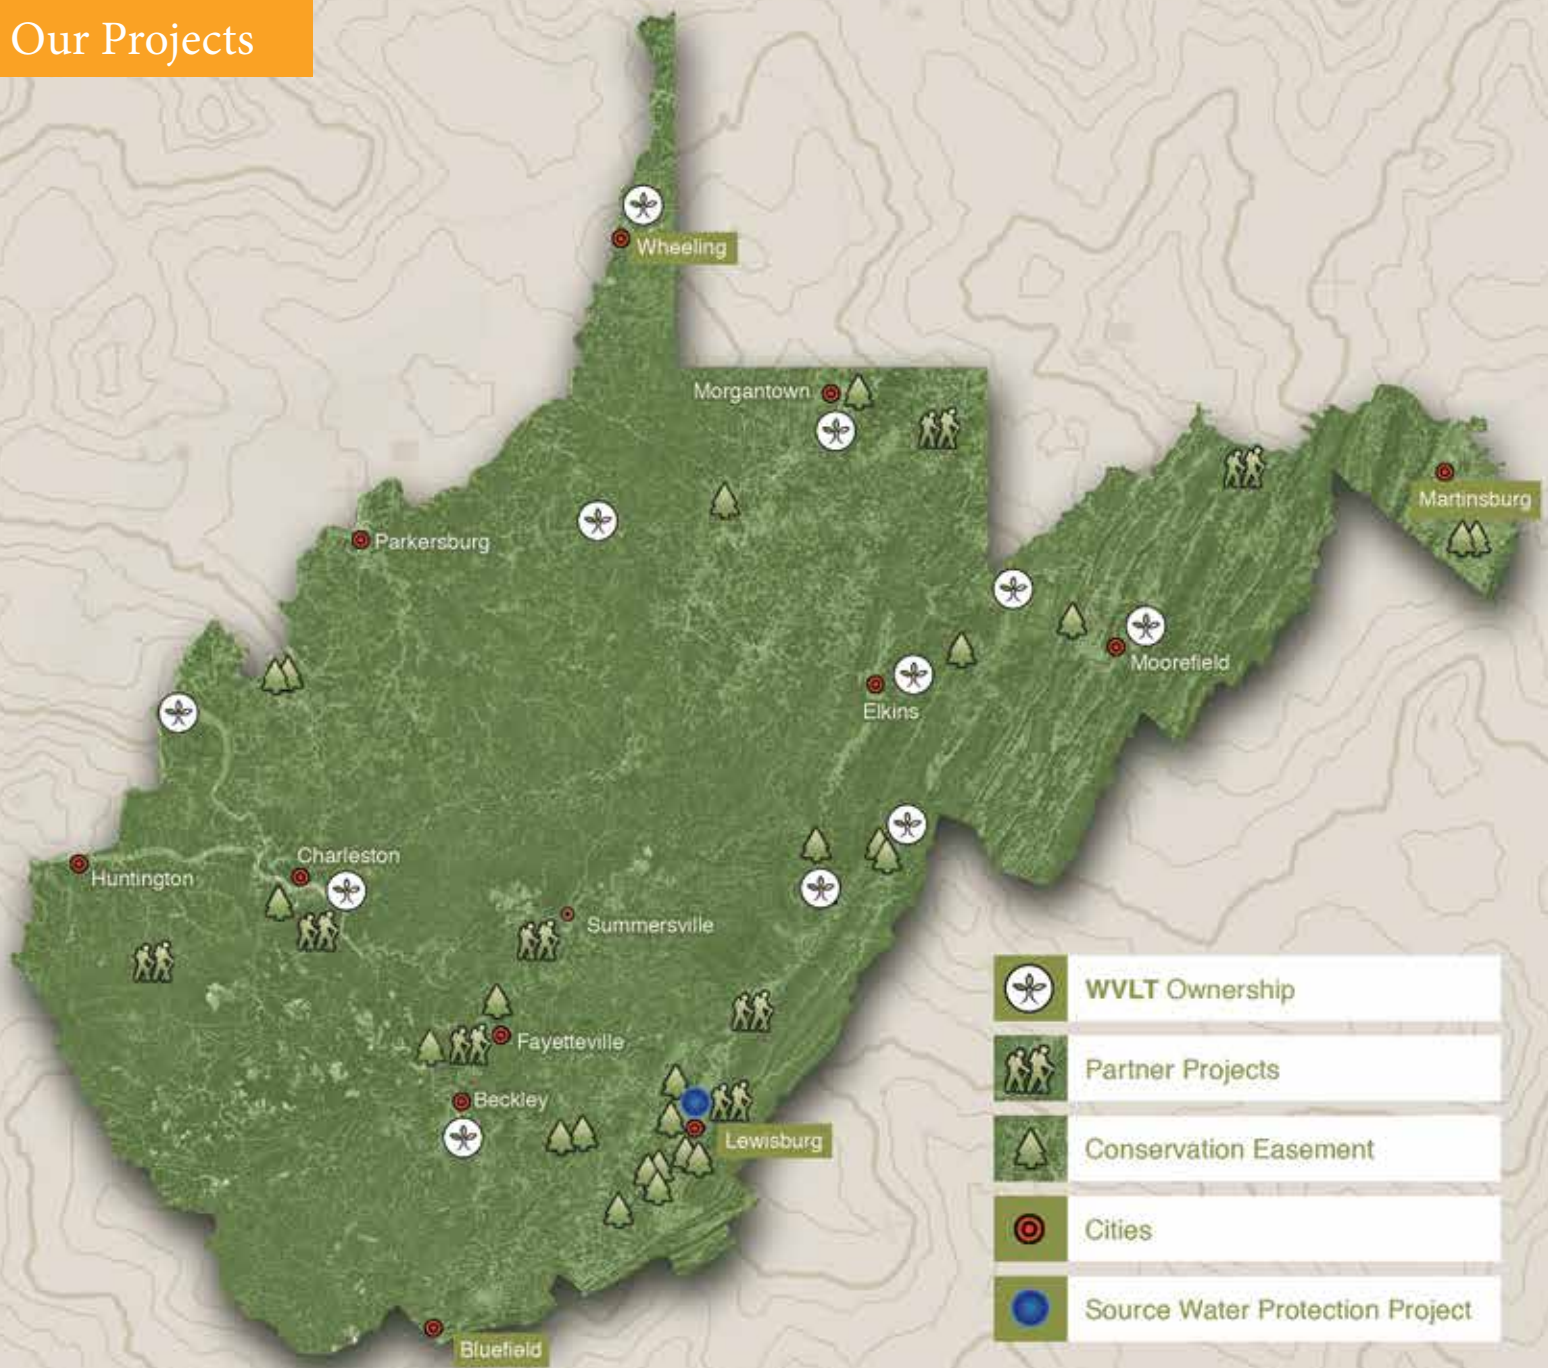 Our Projects
Wheeling
Morgantown
Martinsburg
Parkersburg
Moorefield
Elkins
Charleston
Huntington
Summersville
WVLT Ownership
Fayetteville
Partner Projects
Beckley
Lewisburg
Conservation Easement
Cities
Source Water Protection Project
Bluefield